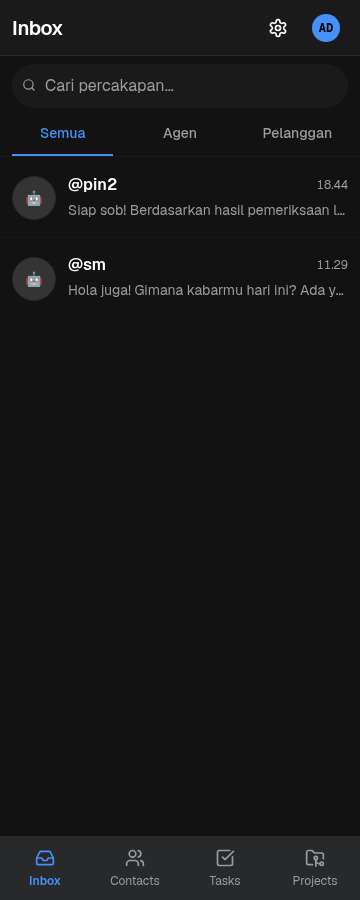 Inbox
AD
Cari percakapan...
Semua
Agen
Pelanggan
@pin2
18.44
Siap sob! Berdasarkan hasil pemeriksaan l...
@sm
11.29
Hola juga! Gimana kabarmu hari ini? Ada y...
Inbox
Contacts
Tasks
Projects